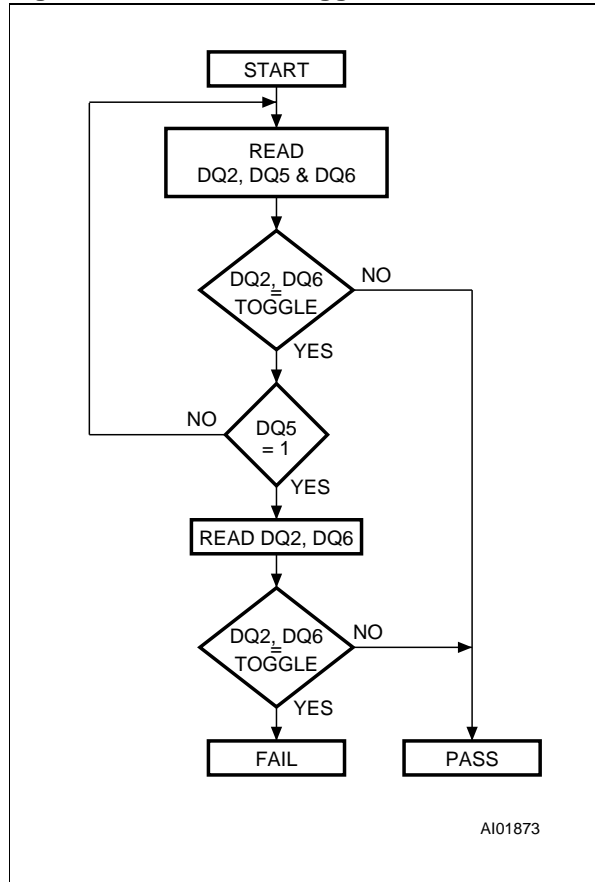 START
READ
DQ2, DQ5 & DQ6
DQ2, DQ6
=
TOGGLE
NO
YES
NO
DQ5
= 1
YES
READ DQ2, DQ6
DQ2, DQ6
=
TOGGLE
NO
YES
FAIL
PASS
AI01873